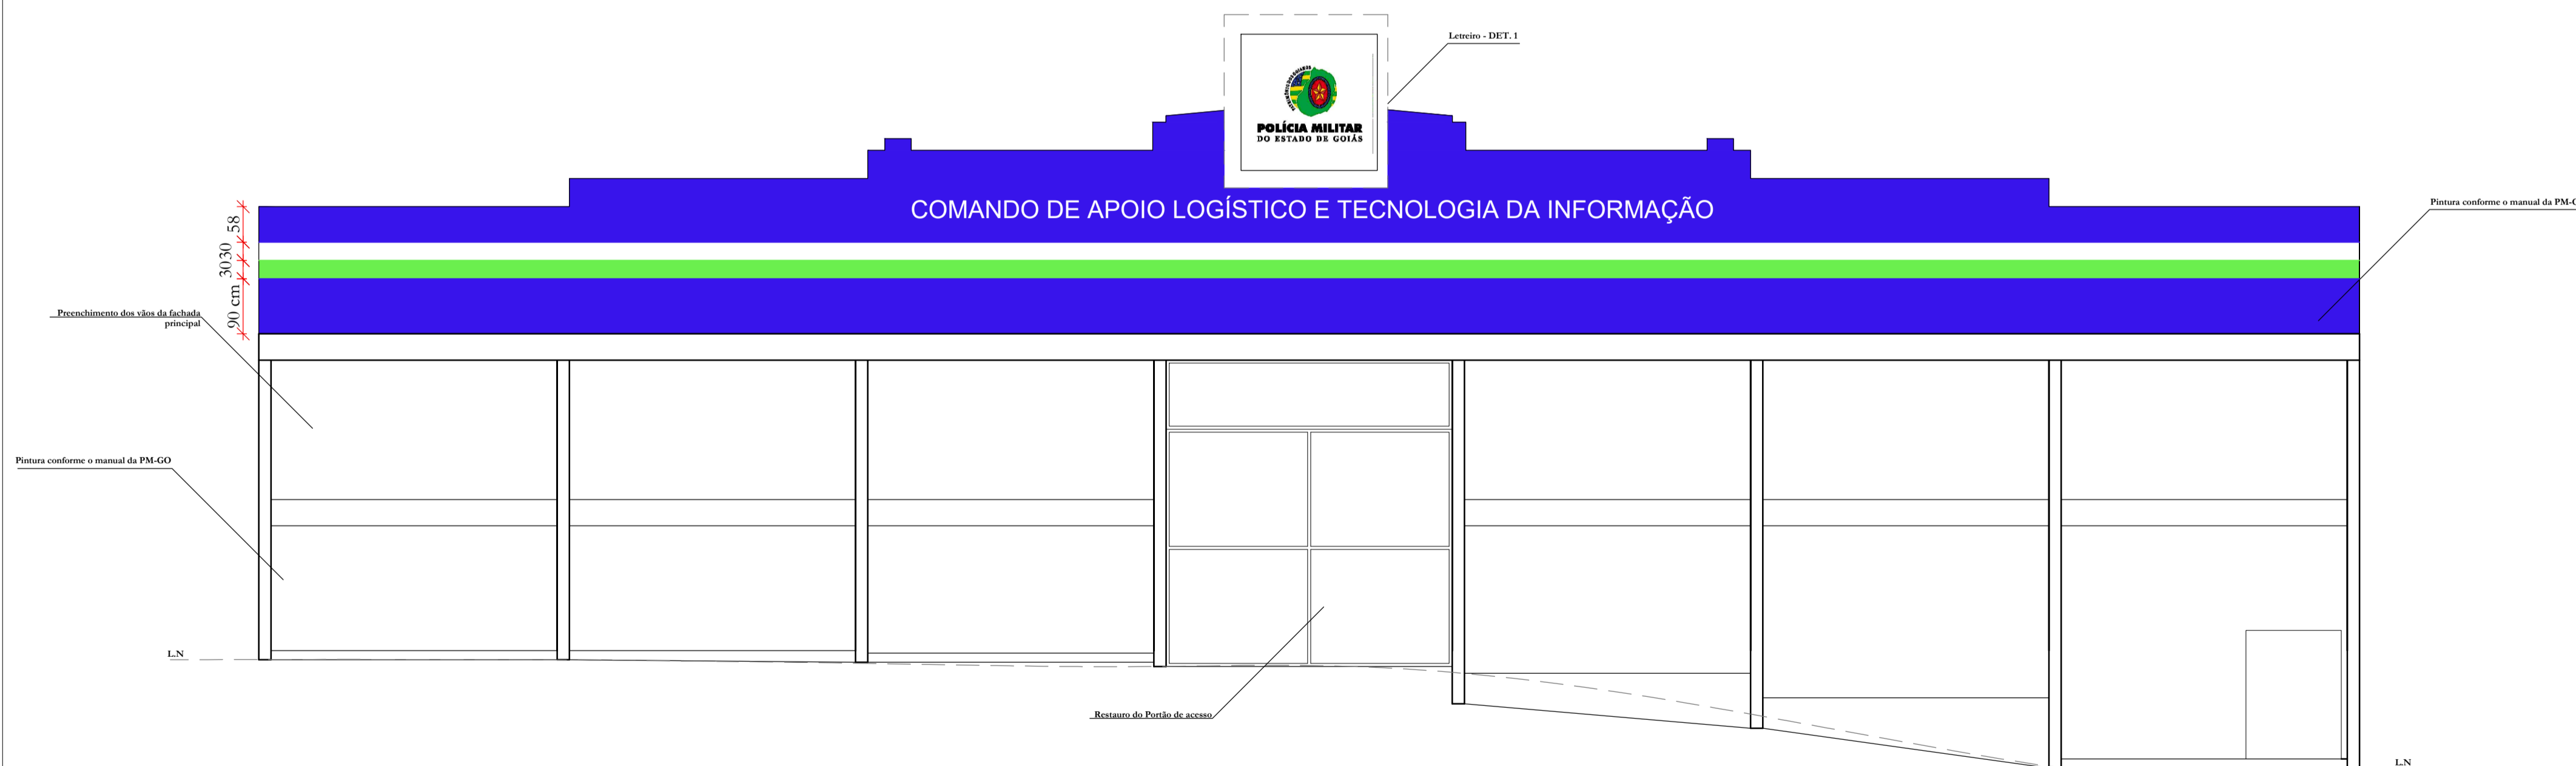 Letreiro - DET. 1
POLÍCIA MILITAR
DO ESTADO DE GOIÁS
COMANDO DE APOIO LOGÍSTICO E TECNOLOGIA DA INFORMAÇÃO
Pintura conforme o manual da PM-G
58
30
30
90 cm
Preenchimento dos vãos da fachada
principal
Pintura conforme o manual da PM-GO
L.N
Restauro do Portão de acesso
L.N